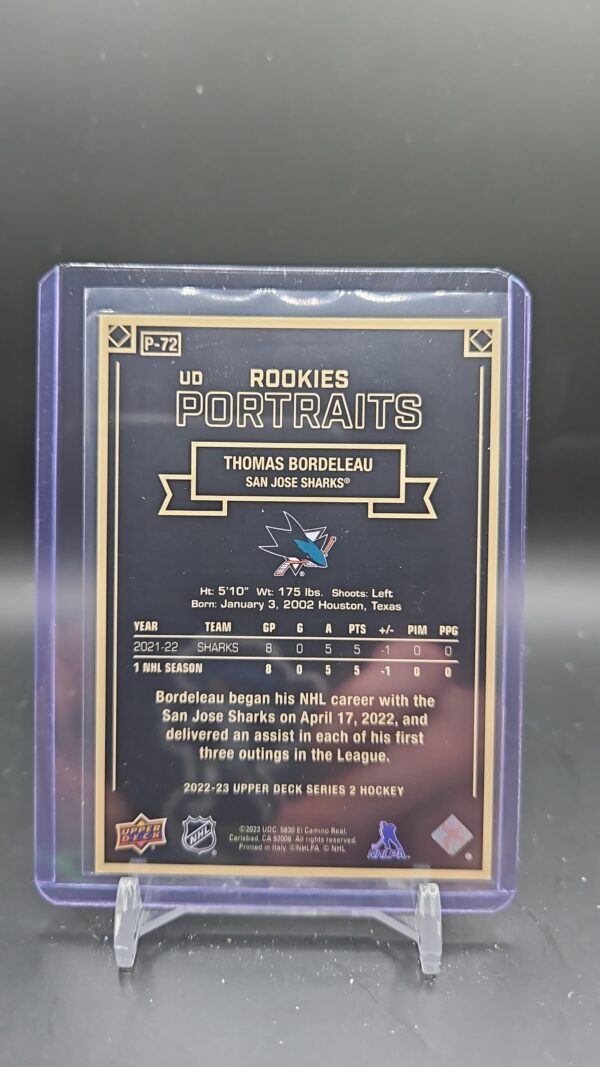 P-72
UD ROOKIES
PORTRAITS
THOMAS BORDELEAU
SAN JOSE SHARKS®
Ht: 5'10" Wt: 175 lbs. Shoots: Left
Born: January 3, 2002 Houston, Texas
YEAR TEAM GP G A PTS +/- PIM PPG
2021-22 SHARKS 8 0 5 5 -1 0 0
1 NHL SEASON 8 0 5 5 -1 0 0
Bordeleau began his NHL career with the
San Jose Sharks on April 17, 2022, and
delivered an assist in each of his first
three outings in the League.
2022-23 UPPER DECK SERIES 2 HOCKEY
UPPER DECK
NHL
©2023 UDC. 5830 El Camino Real,
Carlsbad, CA 92008. All rights reserved.
Printed in Italy. ©NHLPA. © NHL
NHLPA